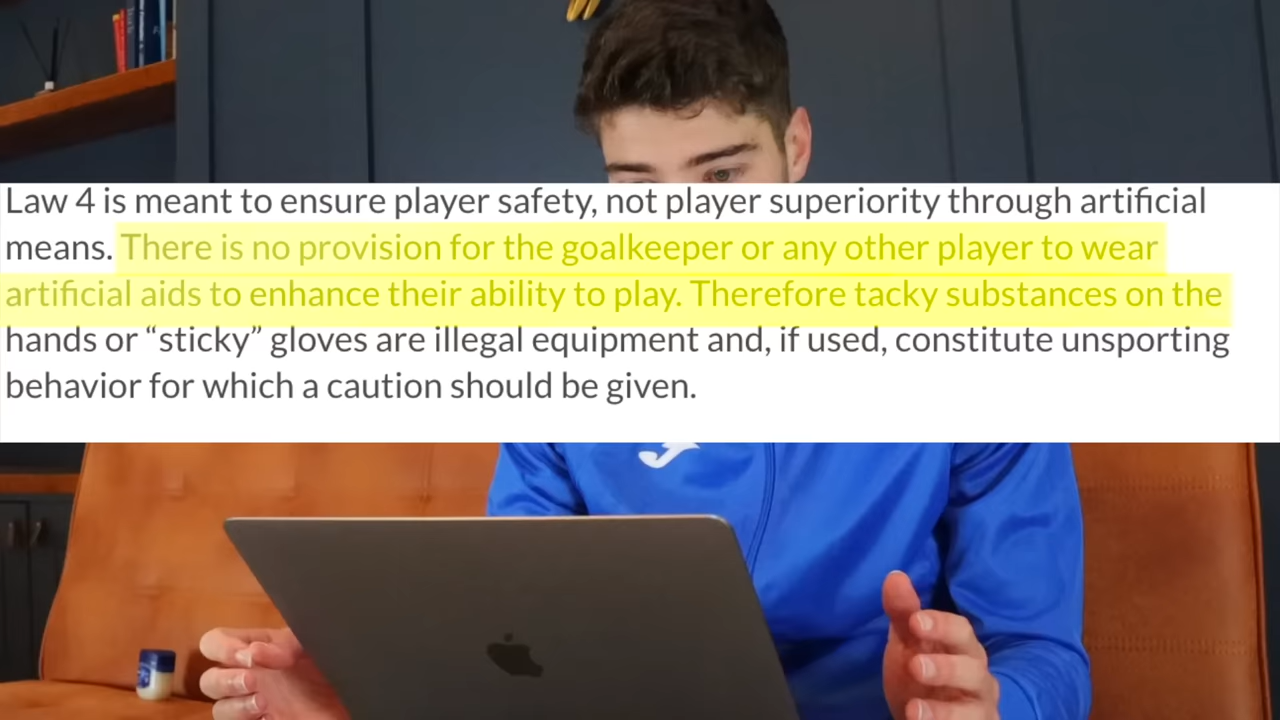 Law 4 is meant to ensure player safety, not player superiority through artificial
means. There is no provision for the goalkeeper or any other player to wear
artificial aids to enhance their ability to play. Therefore tacky substances on the
hands or “sticky” gloves are illegal equipment and, if used, constitute unsporting
behavior for which a caution should be given.